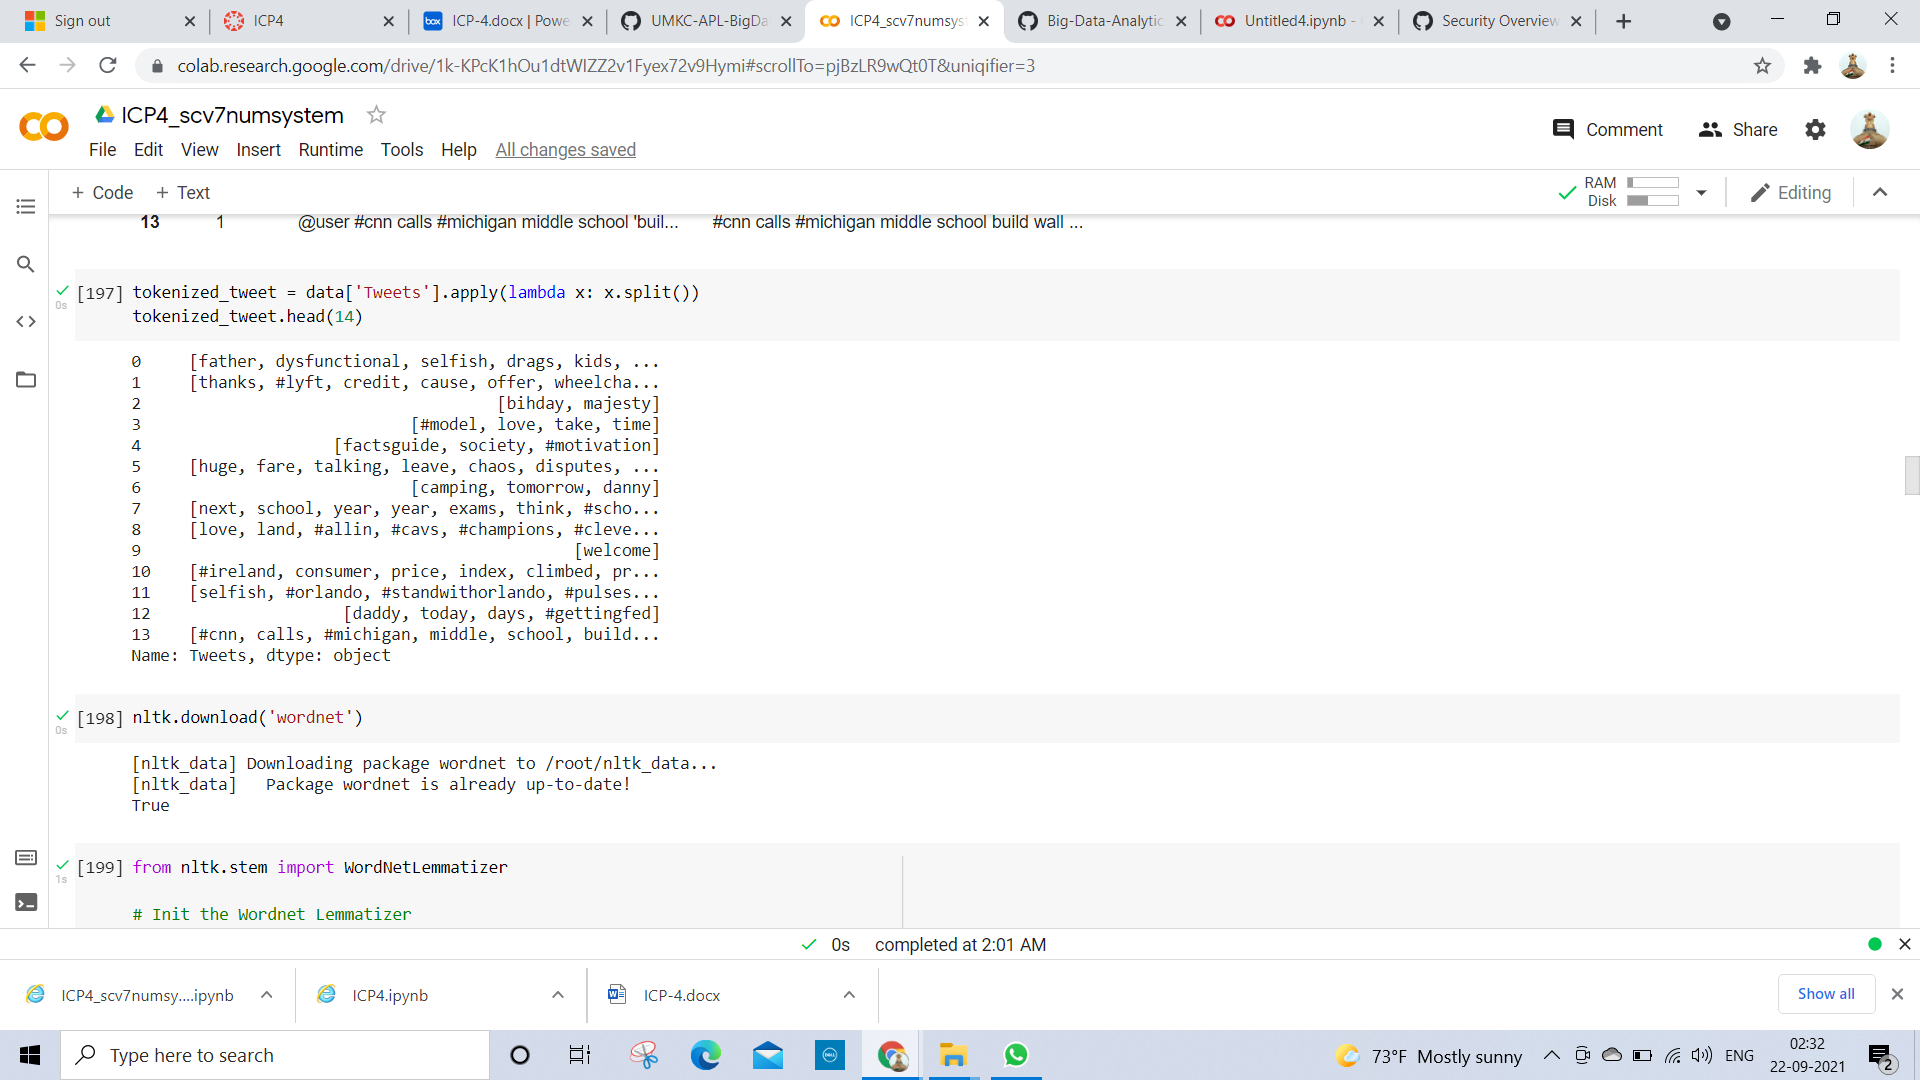 Sign out
ICP4
ICP-4.docx | Powe
UMKC-APL-BigDa
ICP4_scv7numsyst
Big-Data-Analytic
Untitled4.ipynb -
Security Overview
colab.research.google.com/drive/1k-KPcK1hOu1dtWIZZ2v1Fyex72v9Hymi#scrollTo=pjBzLR9wQt0T&uniqifier=3
ICP4_scv7numsystem
Comment
Share
File Edit View Insert Runtime Tools Help All changes saved
+ Code + Text
RAM
Disk
Editing
13 1 @user #cnn calls #michigan middle school 'buil... #cnn calls #michigan middle school build wall ...
0s
[197] tokenized_tweet = data['Tweets'].apply(lambda x: x.split())
tokenized_tweet.head(14)
0 [father, dysfunctional, selfish, drags, kids, ...
1 [thanks, #lyft, credit, cause, offer, wheelcha...
2 [bihday, majesty]
3 [#model, love, take, time]
4 [factsguide, society, #motivation]
5 [huge, fare, talking, leave, chaos, disputes, ...
6 [camping, tomorrow, danny]
7 [next, school, year, year, exams, think, #scho...
8 [love, land, #allin, #cavs, #champions, #cleve...
9 [welcome]
10 [#ireland, consumer, price, index, climbed, pr...
11 [selfish, #orlando, #standwithorlando, #pulses...
12 [daddy, today, days, #gettingfed]
13 [#cnn, calls, #michigan, middle, school, build...
Name: Tweets, dtype: object
0s
[198] nltk.download('wordnet')
[nltk_data] Downloading package wordnet to /root/nltk_data...
[nltk_data] Package wordnet is already up-to-date!
True
1s
[199] from nltk.stem import WordNetLemmatizer
# Init the Wordnet Lemmatizer
0s completed at 2:01 AM
ICP4_scv7numsy....ipynb
ICP4.ipynb
ICP-4.docx
Show all
Type here to search
73°F Mostly sunny
ENG
02:32
22-09-2021
2